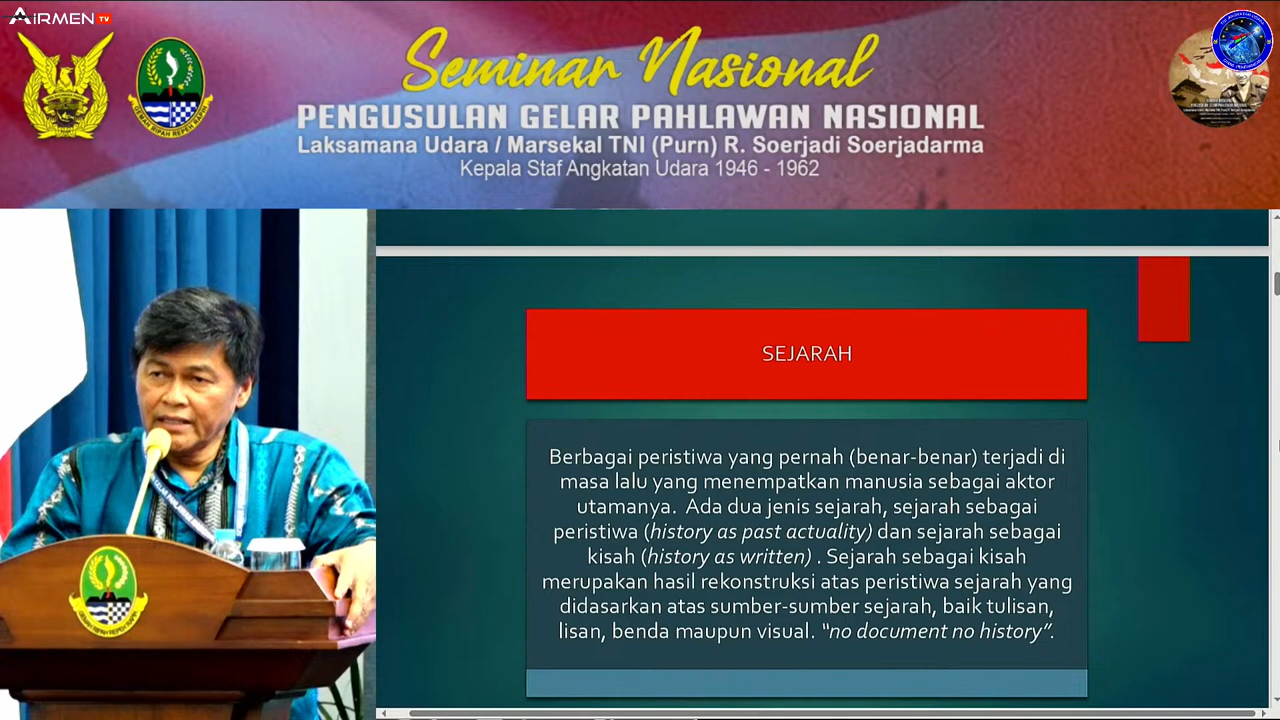 AiRMEN TV
Seminar Nasional
PENGUSULAN GELAR PAHLAWAN NASIONAL
Laksamana Udara / Marsekal TNI (Purn) R. Soerjadi Soerjadarma
Kepala Staf Angkatan Udara 1946 - 1962
SEJARAH
Berbagai peristiwa yang pernah (benar-benar) terjadi di
masa lalu yang menempatkan manusia sebagai aktor
utamanya. Ada dua jenis sejarah, sejarah sebagai
peristiwa (history as past actuality) dan sejarah sebagai
kisah (history as written) . Sejarah sebagai kisah
merupakan hasil rekonstruksi atas peristiwa sejarah yang
didasarkan atas sumber-sumber sejarah, baik tulisan,
lisan, benda maupun visual. “no document no history”.